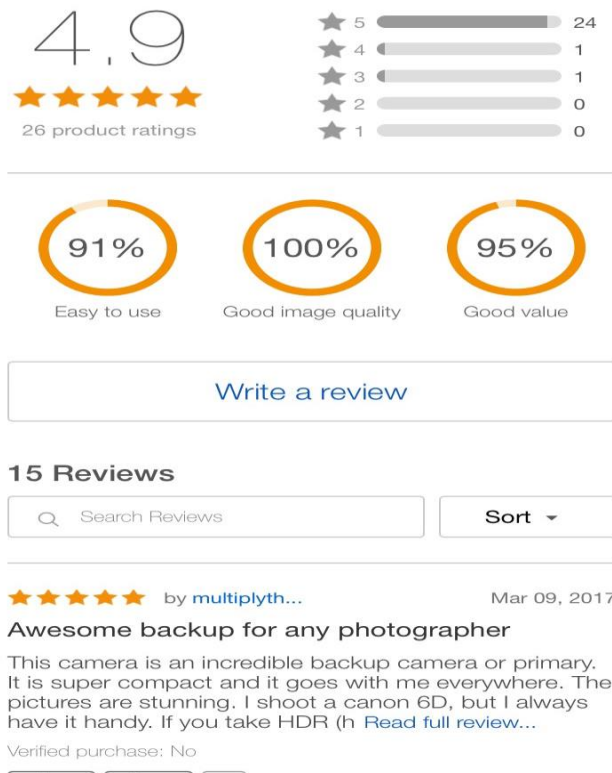 4.9
26 product ratings
5 24
4 1
3 1
2 0
1 0
91% 100% 95%
Easy to use Good image quality Good value
Write a review
15 Reviews
Search Reviews Sort
by multiplyth... Mar 09, 2017
Awesome backup for any photographer
This camera is an incredible backup camera or primary.
It is super compact and it goes with me everywhere. The
pictures are stunning. I shoot a canon 6D, but I always
have it handy. If you take HDR (h Read full review...
Verified purchase: No